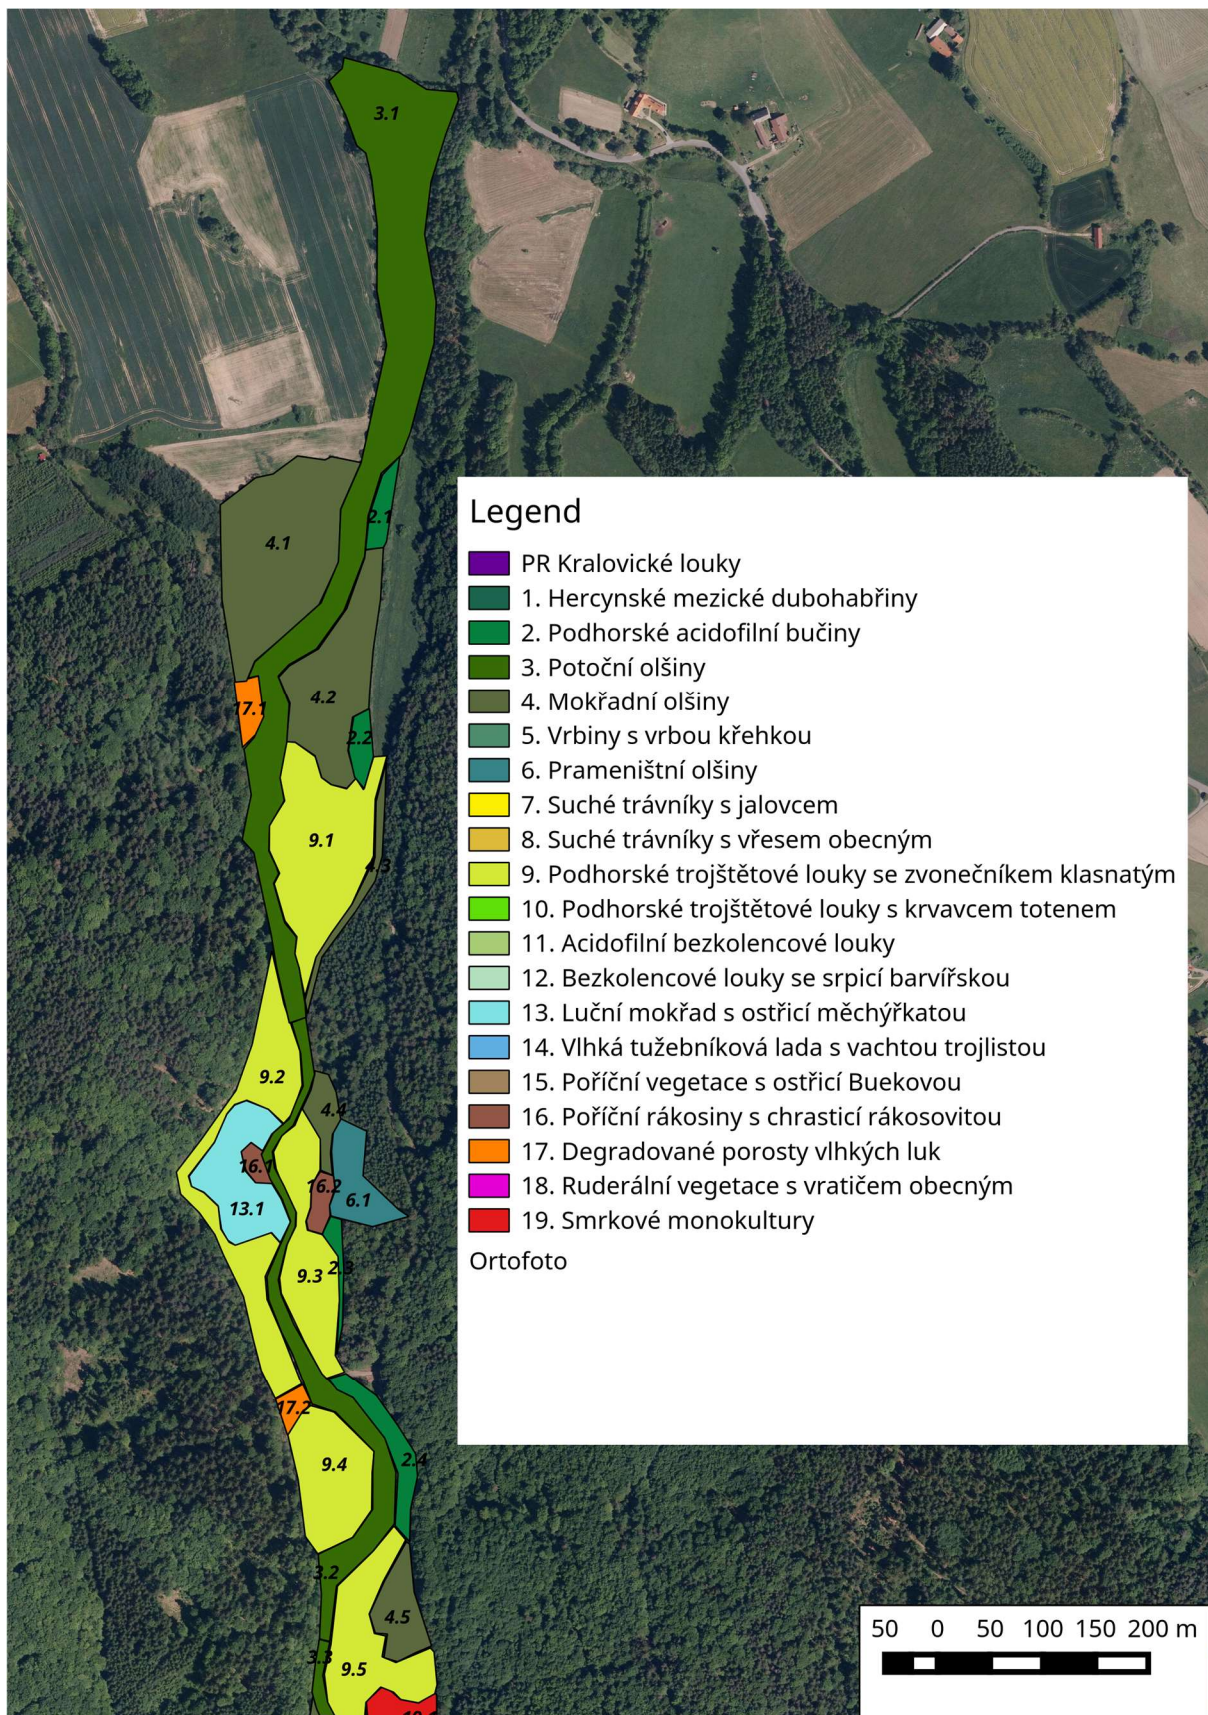 3.1
2.1
4.1
4.2
17.1
2.2
9.1
4.3
9.2
4.4
16.1
16.2
6.1
13.1
9.3
2.3
17.2
9.4
2.4
3.2
4.5
3.3
9.5
Legend
PR Kralovické louky
1. Hercynské mezické dubohabřiny
2. Podhorské acidofilní bučiny
3. Potoční olšiny
4. Mokřadní olšiny
5. Vrbiny s vrbou křehkou
6. Prameništní olšiny
7. Suché trávníky s jalovcem
8. Suché trávníky s vřesem obecným
9. Podhorské trojštětové louky se zvonečníkem klasnatým
10. Podhorské trojštětové louky s krvavcem totenem
11. Acidofilní bezkolencové louky
12. Bezkolencové louky se srpicí barvířskou
13. Luční mokřad s ostřicí měchýřkatou
14. Vlhká tužebníková lada s vachtou trojlistou
15. Poříční vegetace s ostřicí Buekovou
16. Poříční rákosiny s chrasticí rákosovitou
17. Degradované porosty vlhkých luk
18. Ruderální vegetace s vratičem obecným
19. Smrkové monokultury
Ortofoto
50 0 50 100 150 200 m